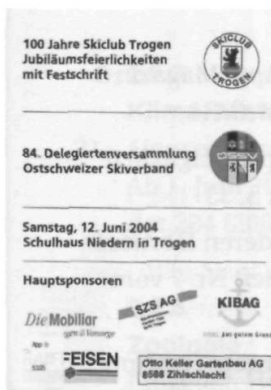 100 Jahre Skiclub Trogen
Jubiläumsfeierlichkeiten
mit Festschrift
SKICLUB
TROGEN
84. Delegiertenversammlung
Ostschweizer Skiverband
OSSV
Samstag, 12. Juni 2004
Schulhaus Niedern in Trogen
Hauptsponsoren
SZS AG
KIBAG
Die Mobiliar
EISEN
Otto Keller Gartenbau AG
8588 Zihlschlacht